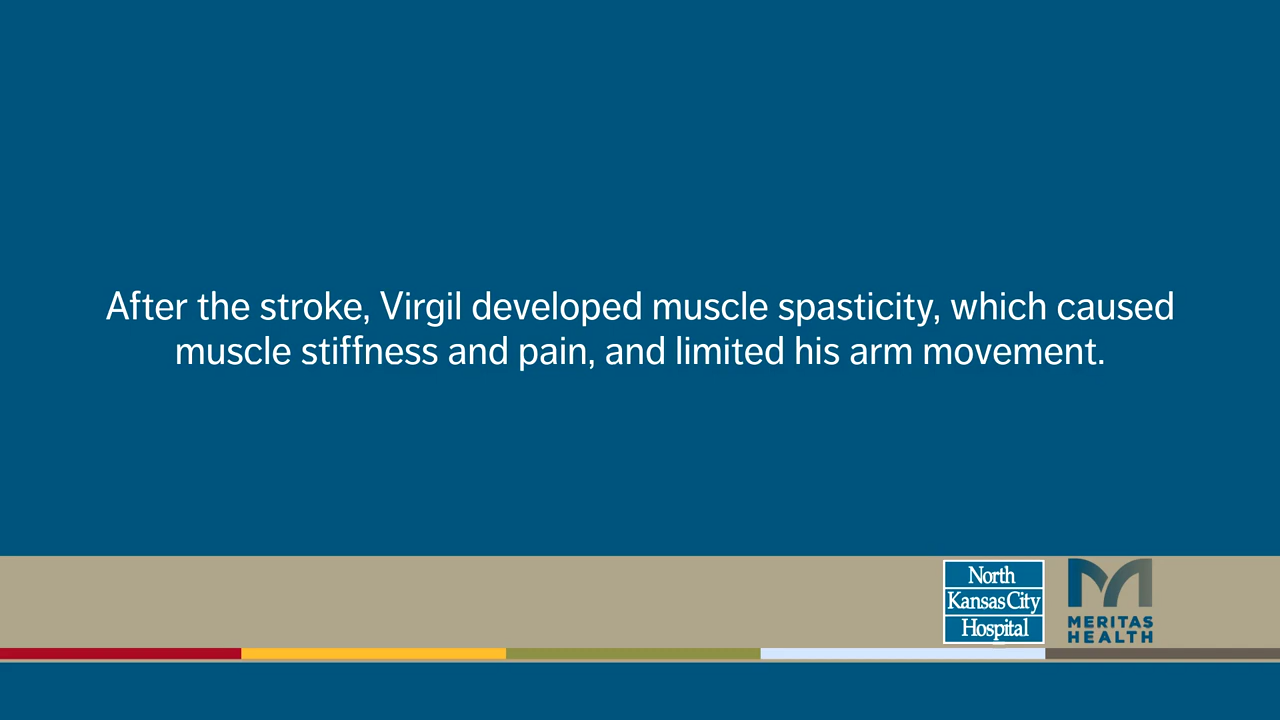 After the stroke, Virgil developed muscle spasticity, which caused
muscle stiffness and pain, and limited his arm movement.
North
Kansas City
Hospital
MERITAS
HEALTH